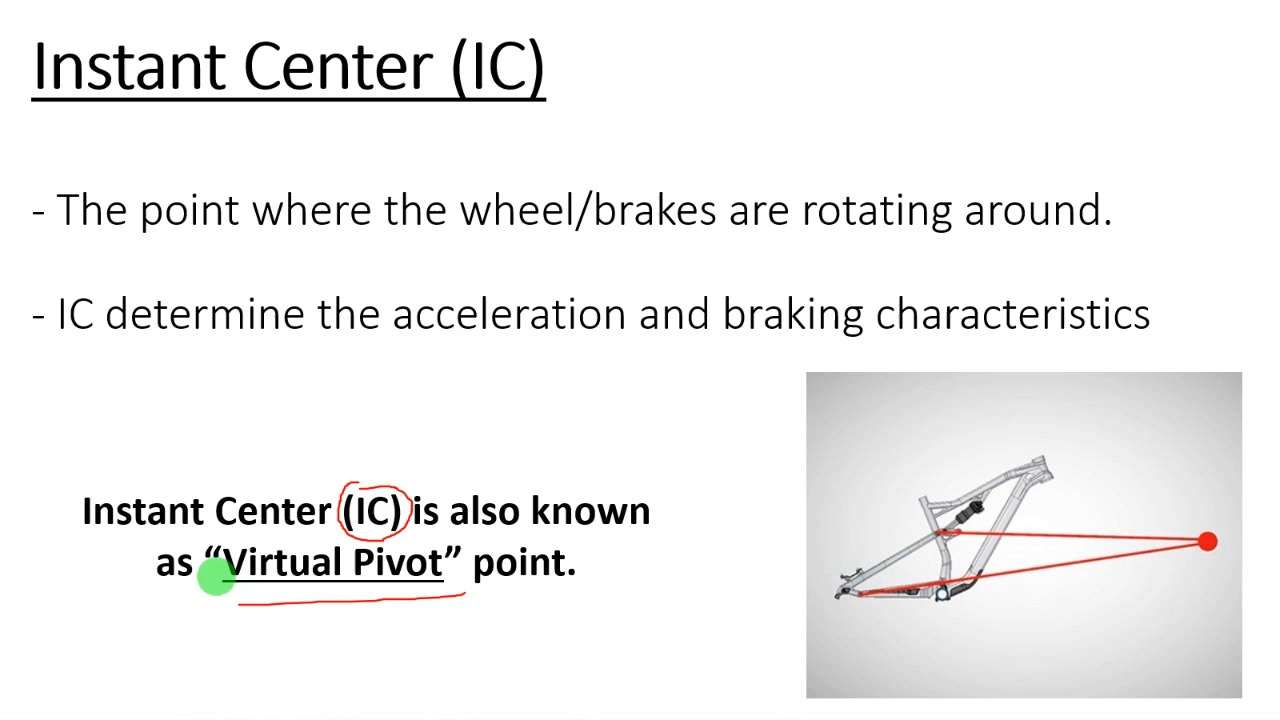 Instant Center (IC)
- The point where the wheel/brakes are rotating around.
- IC determine the acceleration and braking characteristics
Instant Center (IC) is also known
as “Virtual Pivot” point.